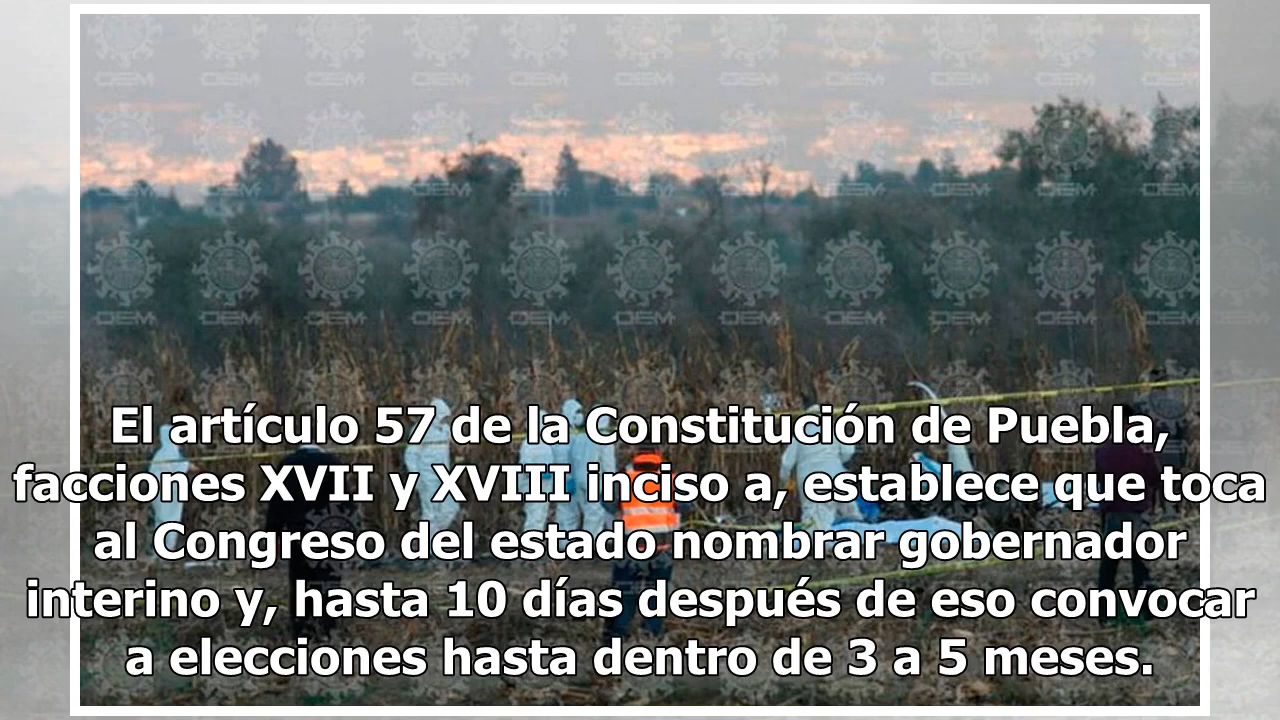 El artículo 57 de la Constitución de Puebla,
facciones XVII y XVIII inciso a, establece que toca
al Congreso del estado nombrar gobernador
interino y, hasta 10 días después de eso convocar
a elecciones hasta dentro de 3 a 5 meses.
OEM